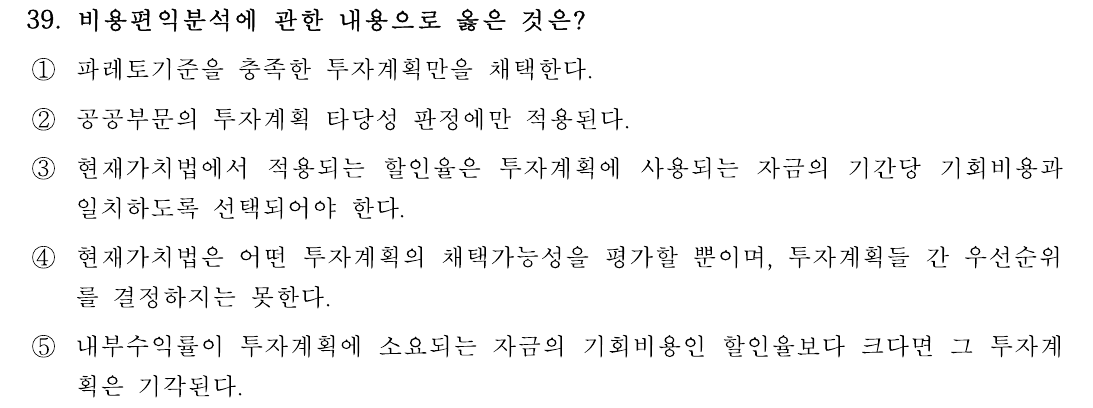 39. 비용편익분석에 관한 내용으로 옳은 것은?
① 파레토기준을 충족한 투자계획만을 채택한다.
② 공공부문의 투자계획 타당성 판정에만 적용된다.
③ 현재가치법에서 적용되는 할인율은 투자계획에 사용되는 자금의 기간당 기회비용과
일치하도록 선택되어야 한다.
④ 현재가치법은 어떤 투자계획의 채택가능성을 평가할 뿐이며, 투자계획들 간 우선순위
를 결정하지는 못한다.
⑤ 내부수익률이 투자계획에 소요되는 자금의 기회비용인 할인율보다 크다면 그 투자계
획은 기각된다.